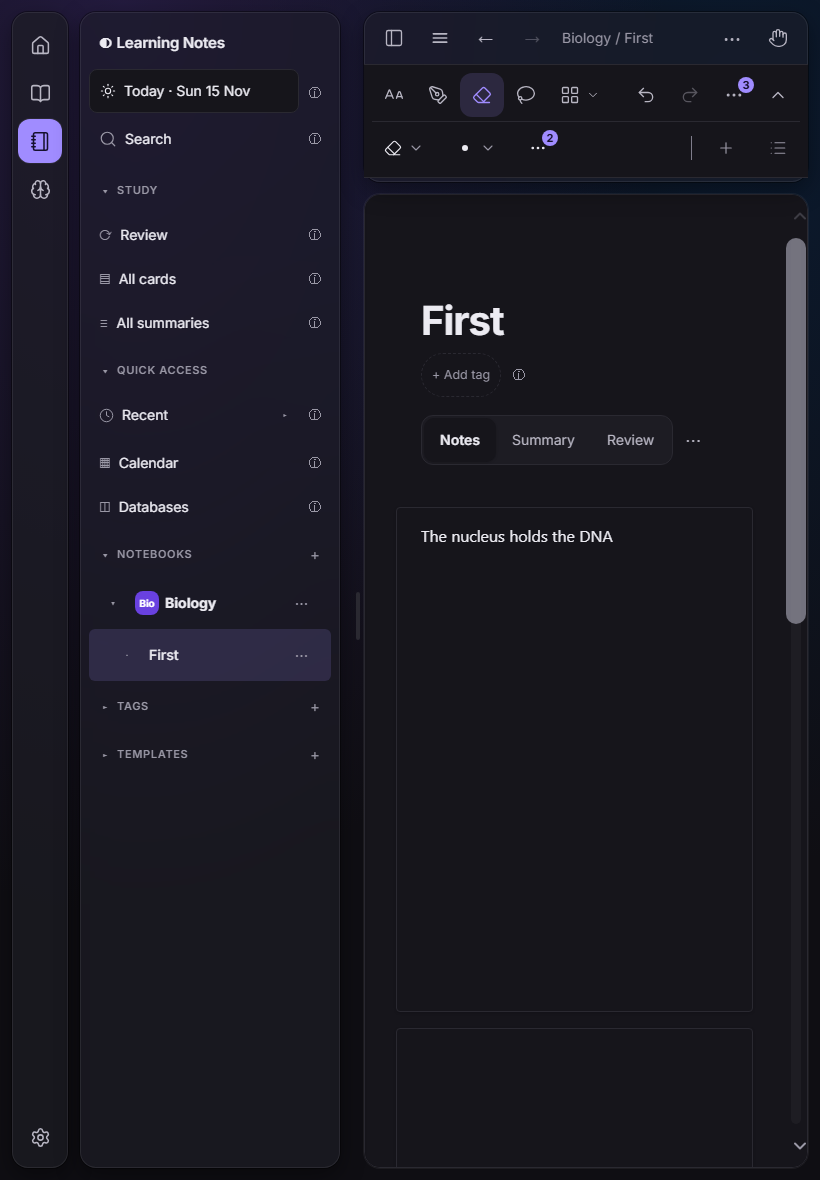 Learning Notes
Today · Sun 15 Nov
Search
STUDY
Review
All cards
All summaries
QUICK ACCESS
Recent
Calendar
Databases
NOTEBOOKS
Bio Biology
First
TAGS
TEMPLATES
Biology / First
AA
3
2
First
+ Add tag
Notes Summary Review
The nucleus holds the DNA